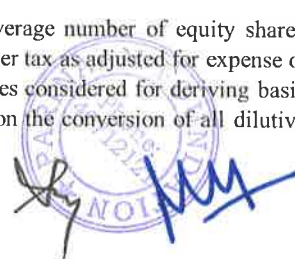 verage number of equity share
er tax as adjusted for expense o
es considered for deriving basi
on the conversion of all dilutiv